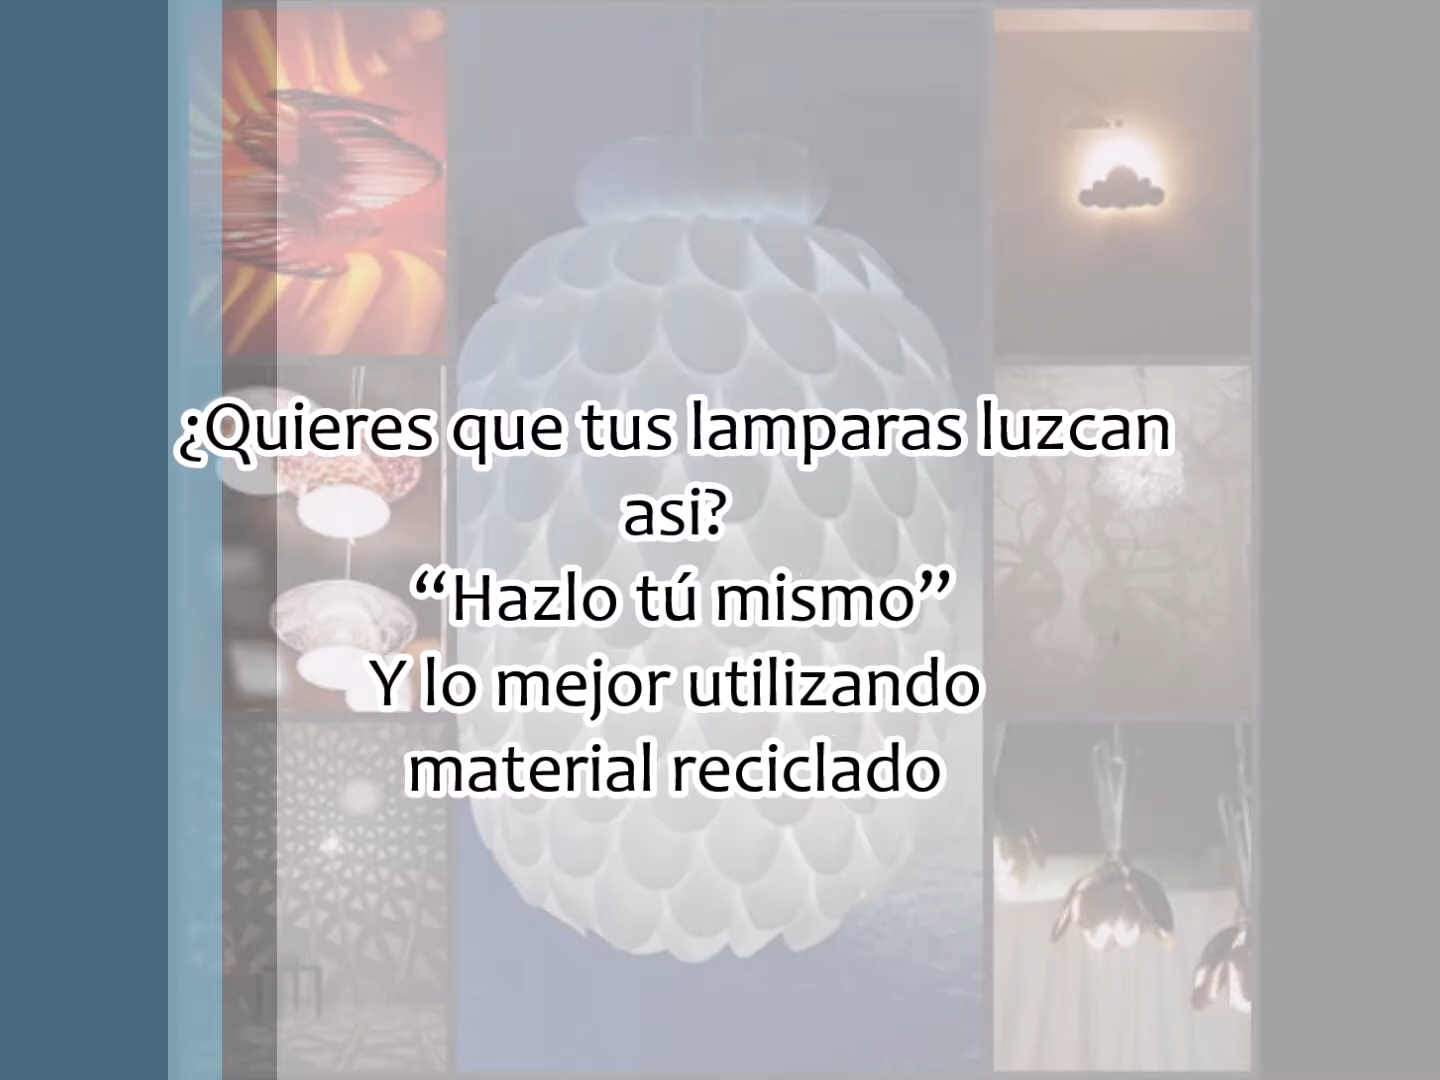 ¿Quieres que tus lamparas luzcan
asi?
“Hazlo tú mismo”
Y lo mejor utilizando
material reciclado